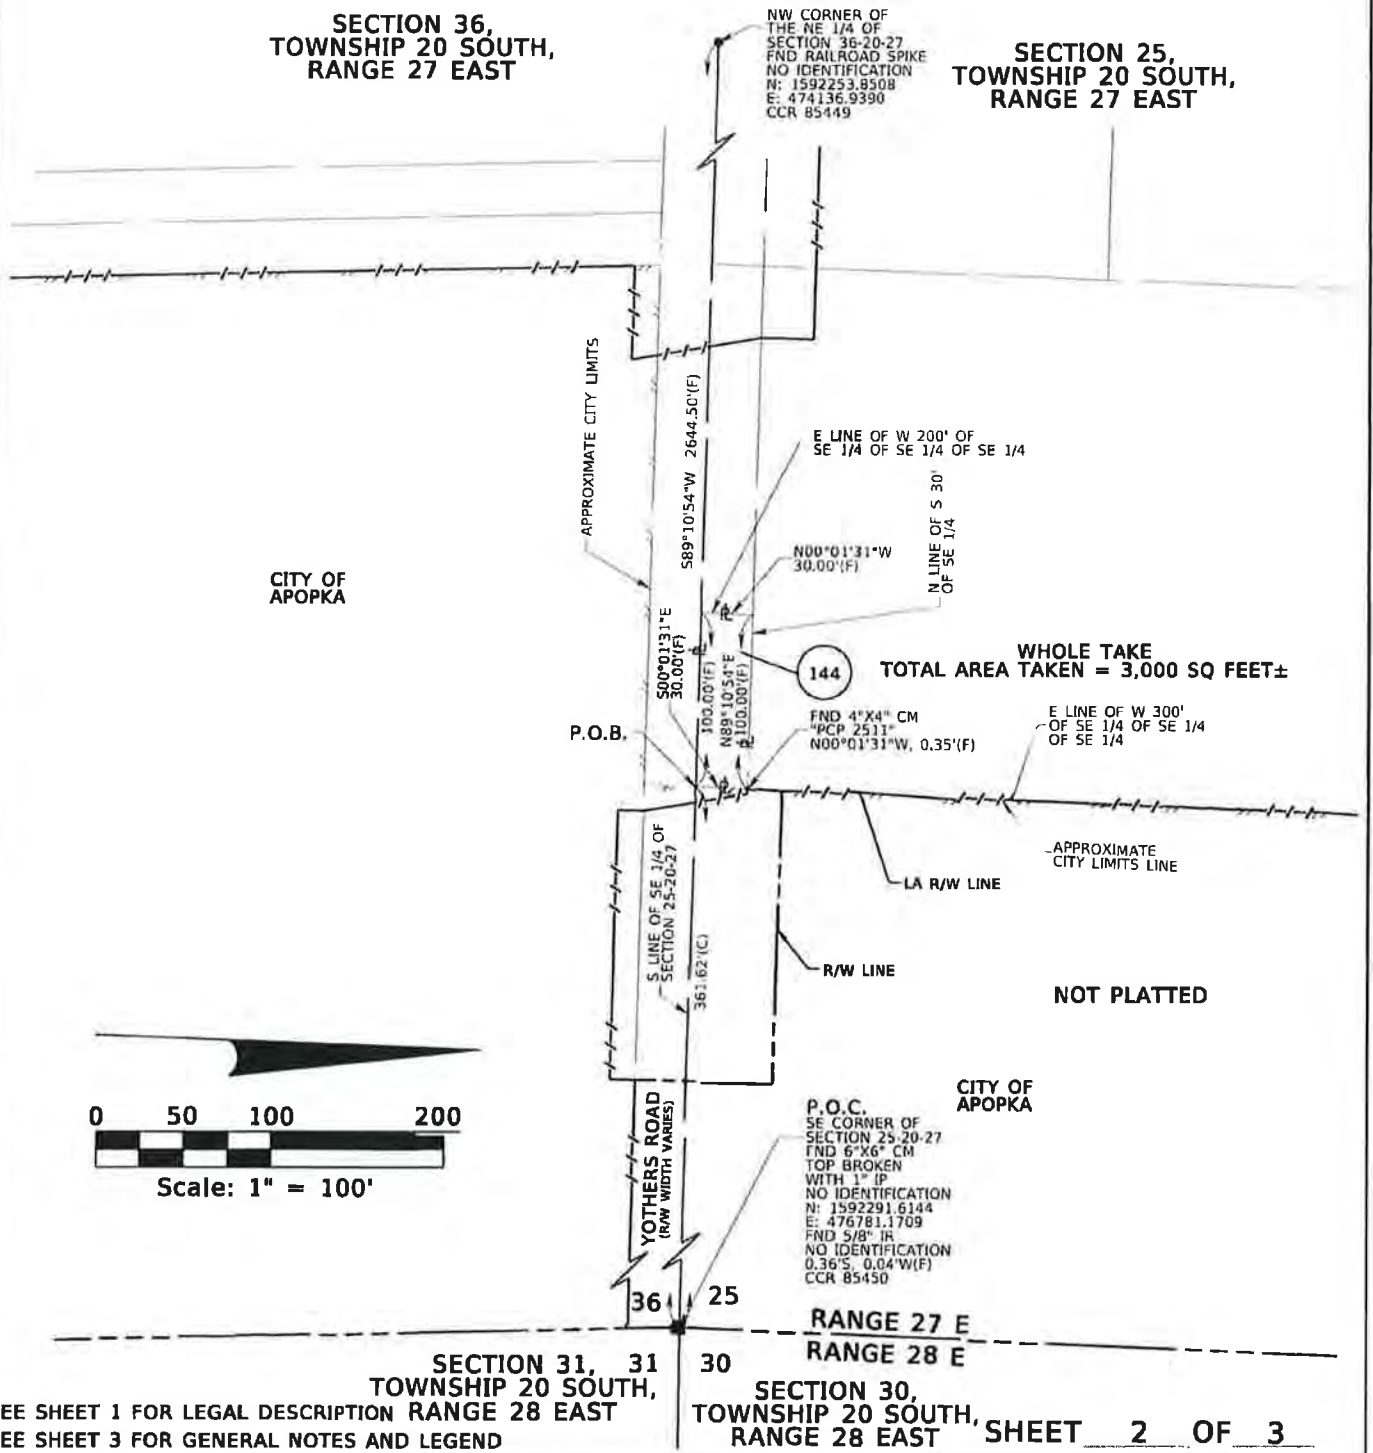 SECTION 36,
TOWNSHIP 20 SOUTH,
RANGE 27 EAST
NW CORNER OF
THE NE 1/4 OF
SECTION 36-20-27
FND RAILROAD SPIKE
NO IDENTIFICATION
N: 1592253.8508
E: 474136.9390
CCR 85449
SECTION 25,
TOWNSHIP 20 SOUTH,
RANGE 27 EAST
APPROXIMATE CITY LIMITS
S89°10'54"W 2644.50'(F)
E LINE OF W 200' OF
SE 1/4 OF SE 1/4 OF SE 1/4
N LINE OF S 30'
OF SE 1/4
N00°01'31"W
30.00'(F)
CITY OF
APOPKA
S00°01'31"E
30.00'(F)
100.00'(F)
N89°10'54"E
100.00'(F)
144
WHOLE TAKE
TOTAL AREA TAKEN = 3,000 SQ FEET±
P.O.B.
FND 4"X4" CM
"PCP 2511"
N00°01'31"W, 0.35'(F)
E LINE OF W 300'
OF SE 1/4 OF SE 1/4
OF SE 1/4
APPROXIMATE
CITY LIMITS LINE
LA R/W LINE
S LINE OF SE 1/4 OF
SECTION 25-20-27
361.62'(C)
R/W LINE
NOT PLATTED
0 50 100 200
Scale: 1" = 100'
YOTHERS ROAD
(R/W WIDTH VARIES)
CITY OF
APOPKA
P.O.C.
SE CORNER OF
SECTION 25-20-27
FND 6"X6" CM
TOP BROKEN
WITH 1" IP
NO IDENTIFICATION
N: 1592291.6144
E: 476781.1709
FND 5/8" IR
NO IDENTIFICATION
0.36'S, 0.04'W(F)
CCR 85450
36 25
RANGE 27 E
RANGE 28 E
31 30
SECTION 31,
TOWNSHIP 20 SOUTH,
RANGE 28 EAST
SECTION 30,
TOWNSHIP 20 SOUTH,
RANGE 28 EAST
EE SHEET 1 FOR LEGAL DESCRIPTION
EE SHEET 3 FOR GENERAL NOTES AND LEGEND
SHEET 2 OF 3